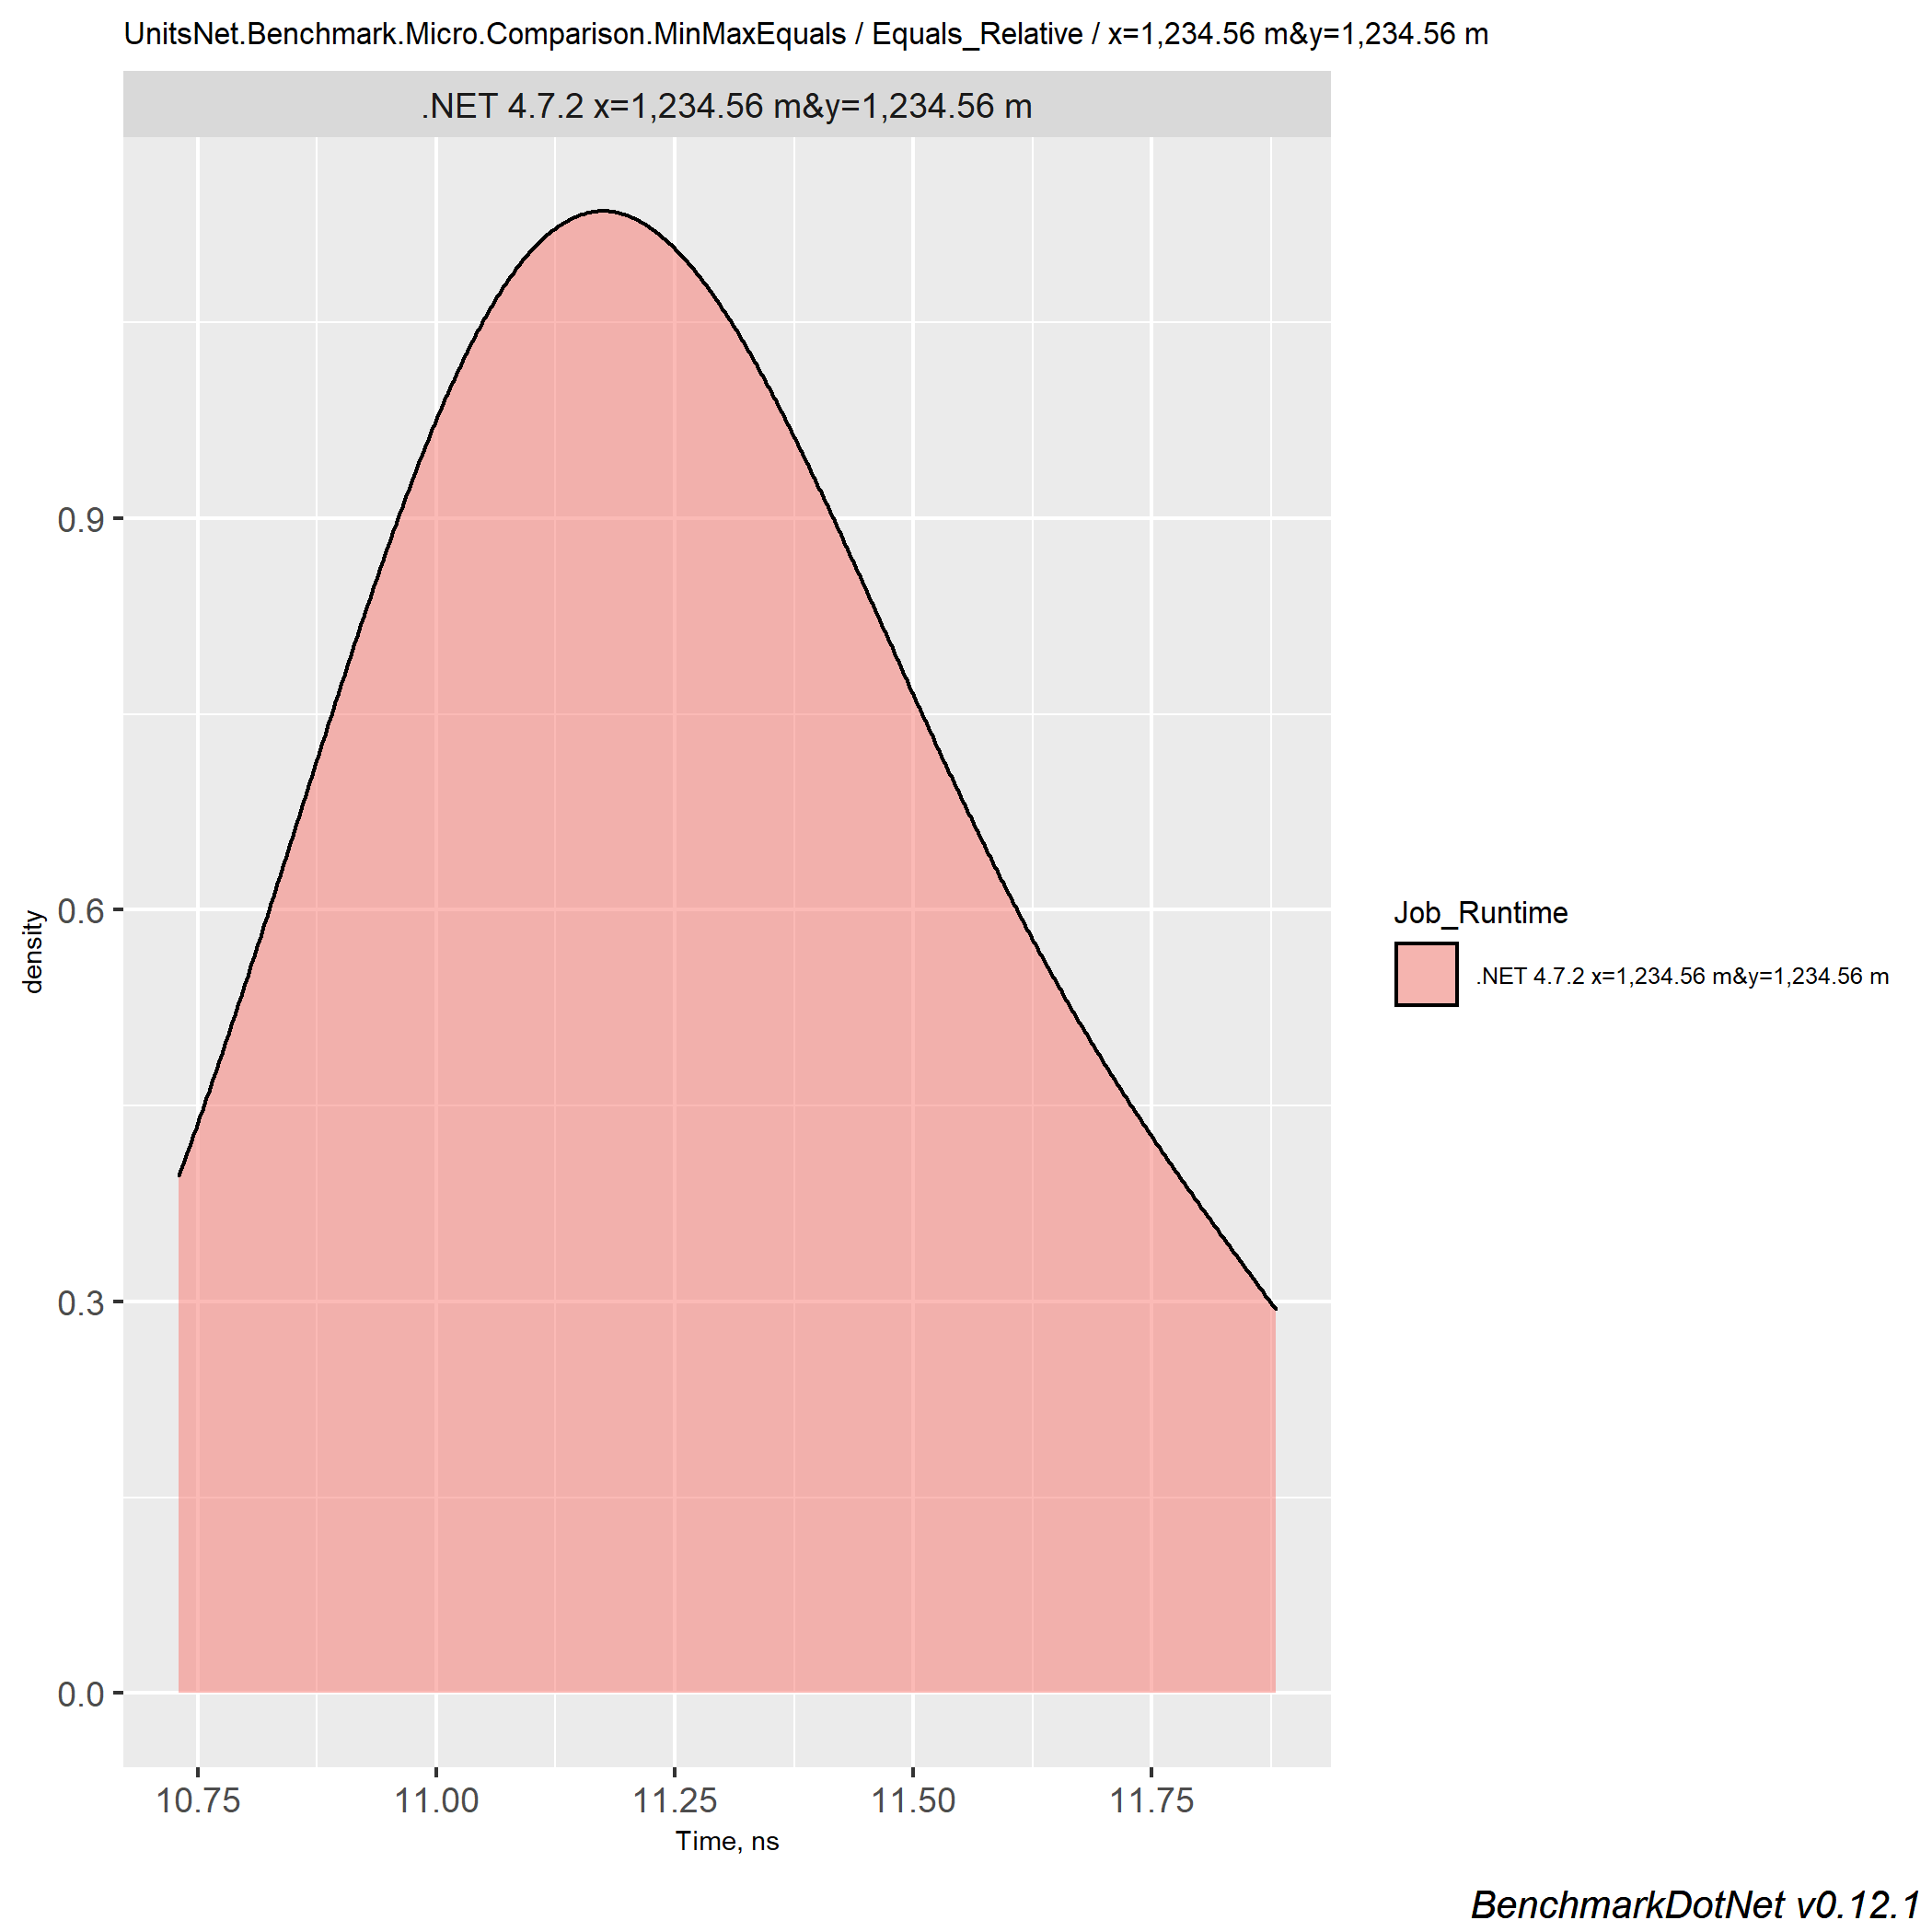 UnitsNet.Benchmark.Micro.Comparison.MinMaxEquals / Equals_Relative / x=1,234.56 m&y=1,234.56 m
.NET 4.7.2 x=1,234.56 m&y=1,234.56 m
0.9
0.6
0.3
0.0
density
10.75 11.00 11.25 11.50 11.75
Time, ns
Job_Runtime
.NET 4.7.2 x=1,234.56 m&y=1,234.56 m
BenchmarkDotNet v0.12.1